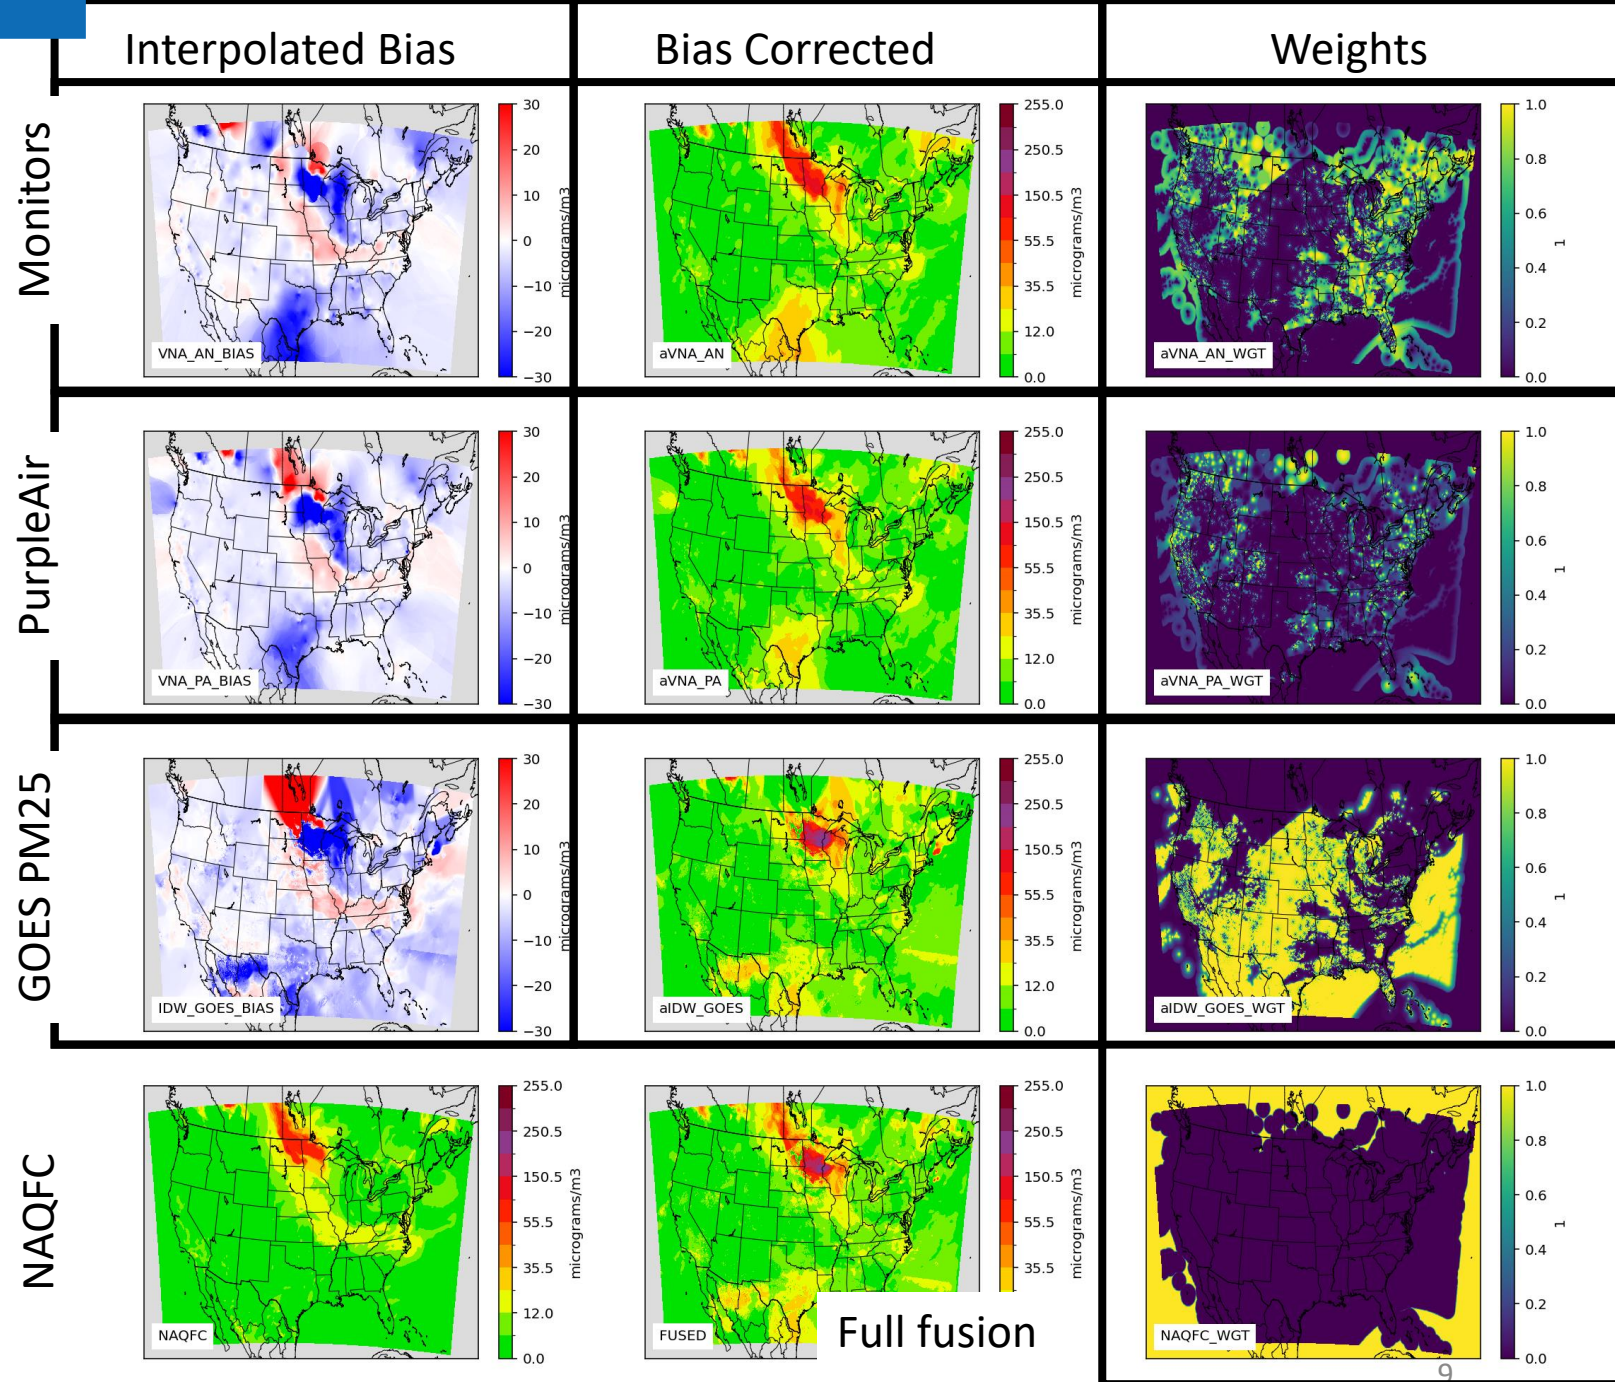 Interpolated Bias
Bias Corrected
Weights
Monitors
30
20
10
0
−10
−20
−30
micrograms/m3
VNA_AN_BIAS
255.0
250.5
150.5
55.5
35.5
12.0
0.0
micrograms/m3
aVNA_AN
1.0
0.8
0.6
0.4
0.2
0.0
1
aVNA_AN_WGT
PurpleAir
30
20
10
0
−10
−20
−30
micrograms/m3
VNA_PA_BIAS
255.0
250.5
150.5
55.5
35.5
12.0
0.0
micrograms/m3
aVNA_PA
1.0
0.8
0.6
0.4
0.2
0.0
1
aVNA_PA_WGT
GOES PM25
30
20
10
0
−10
−20
−30
micrograms/m3
IDW_GOES_BIAS
255.0
250.5
150.5
55.5
35.5
12.0
0.0
micrograms/m3
aIDW_GOES
1.0
0.8
0.6
0.4
0.2
0.0
1
aIDW_GOES_WGT
NAQFC
255.0
250.5
150.5
55.5
35.5
12.0
0.0
micrograms/m3
NAQFC
255.0
250.5
150.5
55.5
35.5
micrograms/m3
FUSED
Full fusion
1.0
0.8
0.6
0.4
0.2
0.0
1
NAQFC_WGT
9